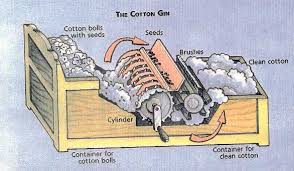 THE COTTON GIN
Cotton bolls
with seeds
Seeds
Brushes
Clean cotton
Cylinder
Container for
cotton bolls
Container for
clean cotton